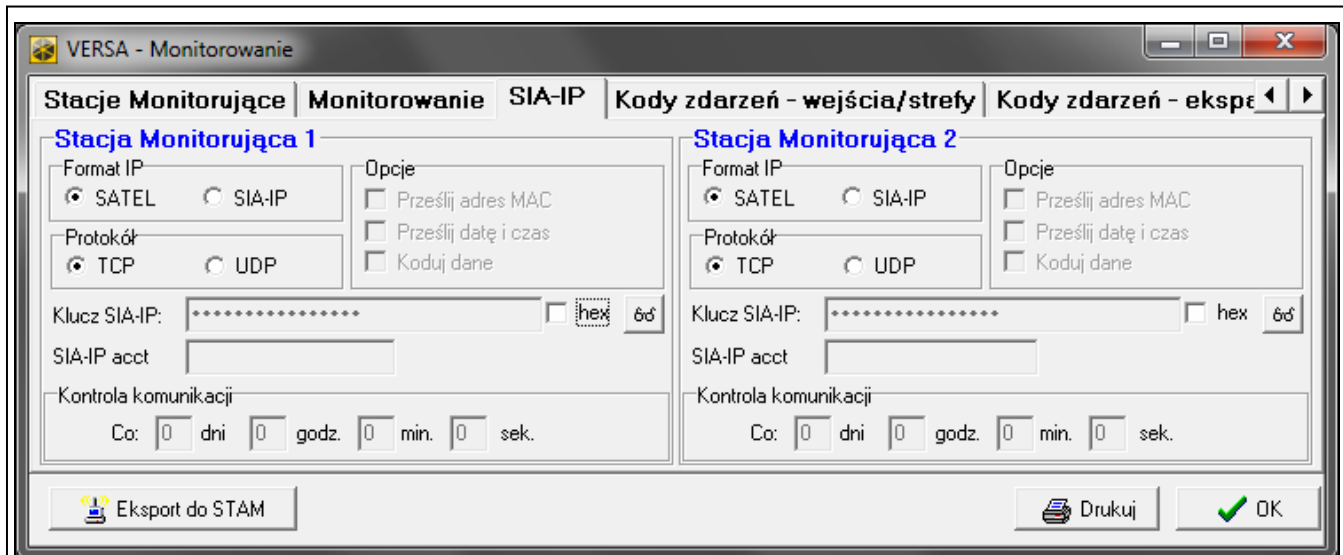 VERSA - Monitorowanie
Stacje Monitorujące Monitorowanie SIA-IP Kody zdarzeń - wejścia/strefy Kody zdarzeń - ekspa
Stacja Monitorująca 1
Format IP
SATEL SIA-IP
Opcje
Prześlij adres MAC
Prześlij datę i czas
Koduj dane
Protokół
TCP UDP
Klucz SIA-IP: **************** hex
SIA-IP acct
Kontrola komunikacji
Co: 0 dni 0 godz. 0 min. 0 sek.
Stacja Monitorująca 2
Format IP
SATEL SIA-IP
Opcje
Prześlij adres MAC
Prześlij datę i czas
Koduj dane
Protokół
TCP UDP
Klucz SIA-IP: **************** hex
SIA-IP acct
Kontrola komunikacji
Co: 0 dni 0 godz. 0 min. 0 sek.
Eksport do STAM Drukuj OK